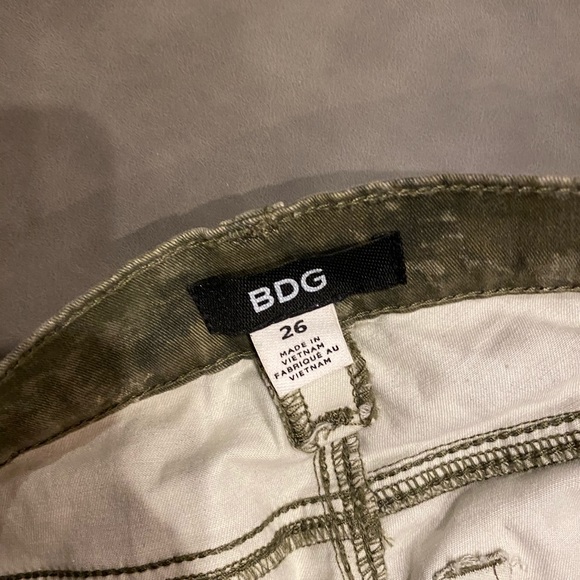 BDG
26
MADE IN
VIETNAM
FABRIQUÉ AU
VIETNAM